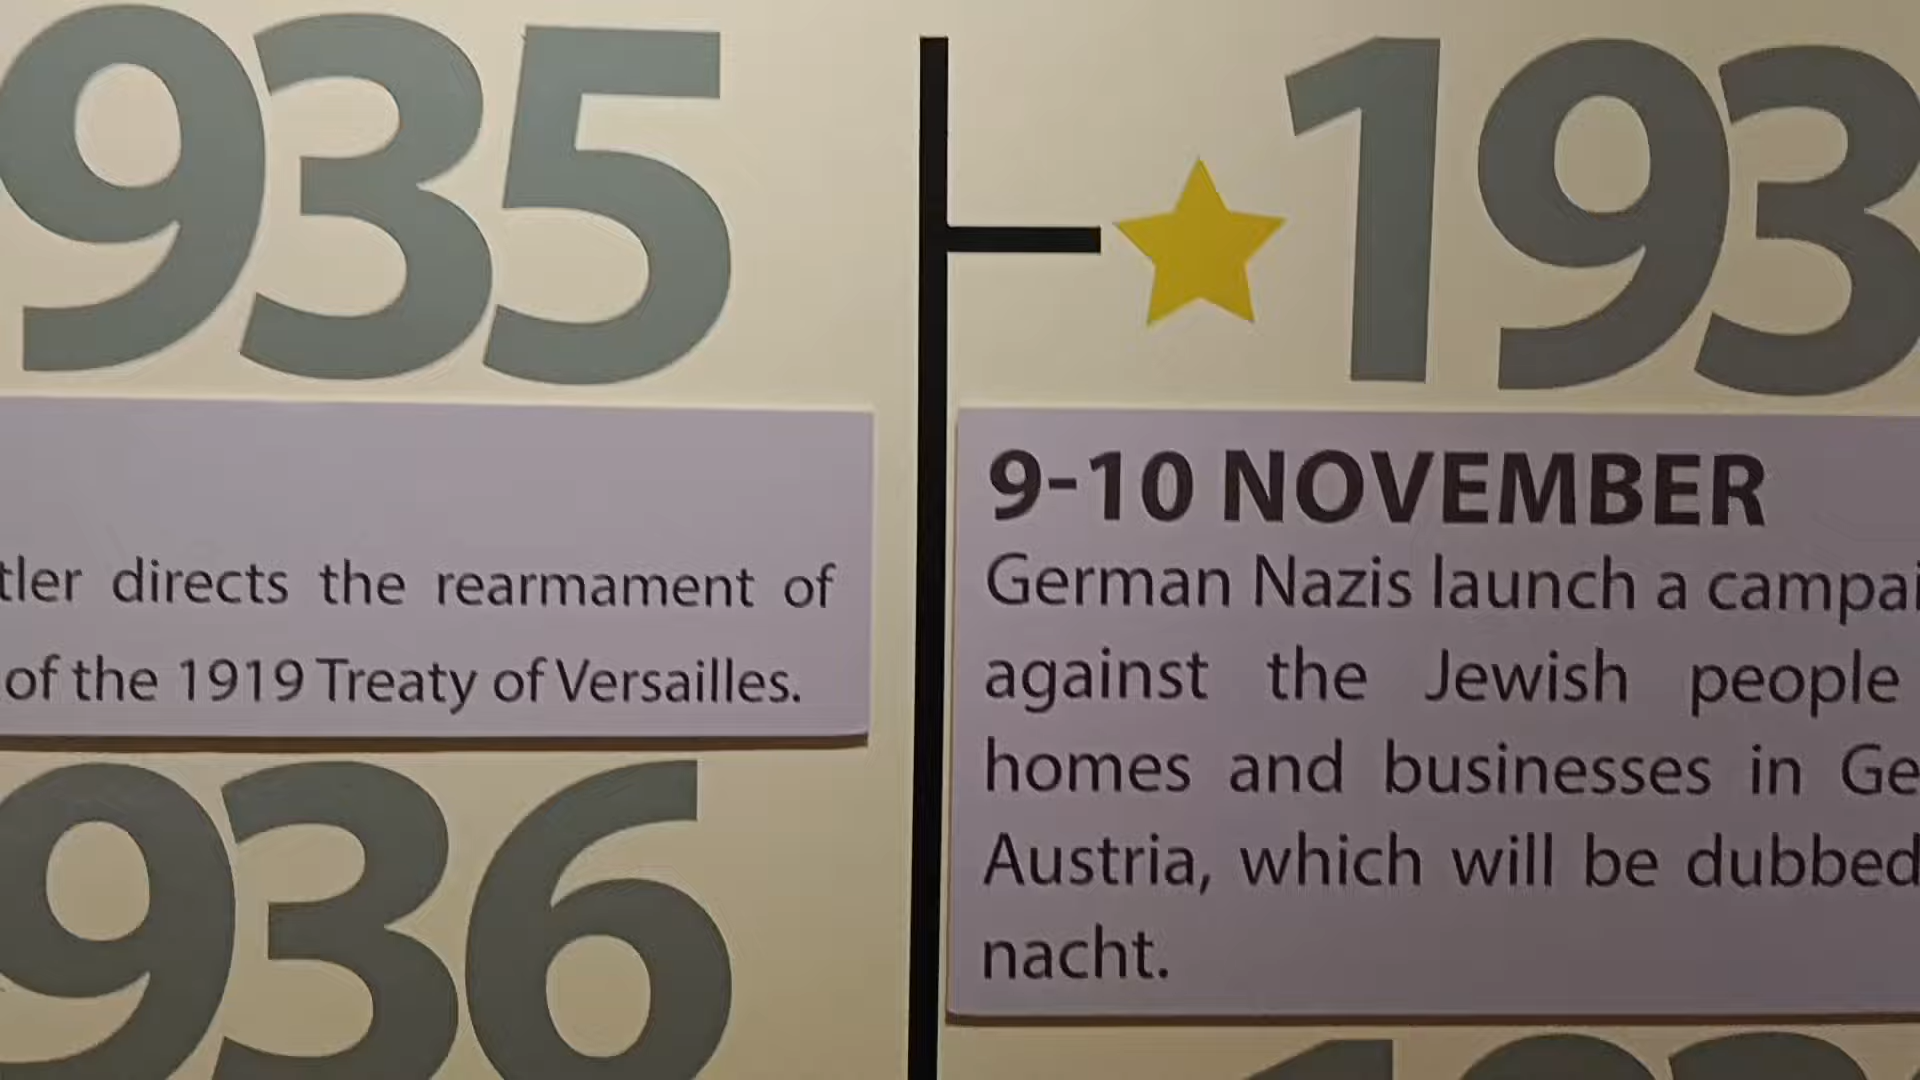 935
tler directs the rearmament of
of the 1919 Treaty of Versailles.
936
193
9-10 NOVEMBER
German Nazis launch a campai
against the Jewish people
homes and businesses in Ge
Austria, which will be dubbed
nacht.